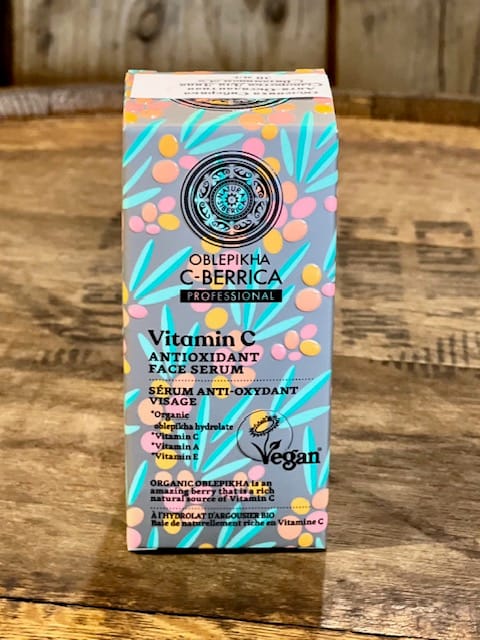 NATURA SIBERICA
OBLEPIKHA
C-BERRICA
PROFESSIONAL
Vitamin C
ANTIOXIDANT
FACE SERUM
SÉRUM ANTI-OXYDANT
VISAGE
*Organic
oblepikha hydrolate
*Vitamin C
*Vitamin A
*Vitamin E
Vegan
ORGANIC OBLEPIKHA is an
amazing berry that is a rich
natural source of Vitamin C
À L'HYDROLAT D'ARGOUSIER BIO
Baie de naturellement riche en Vitamine C